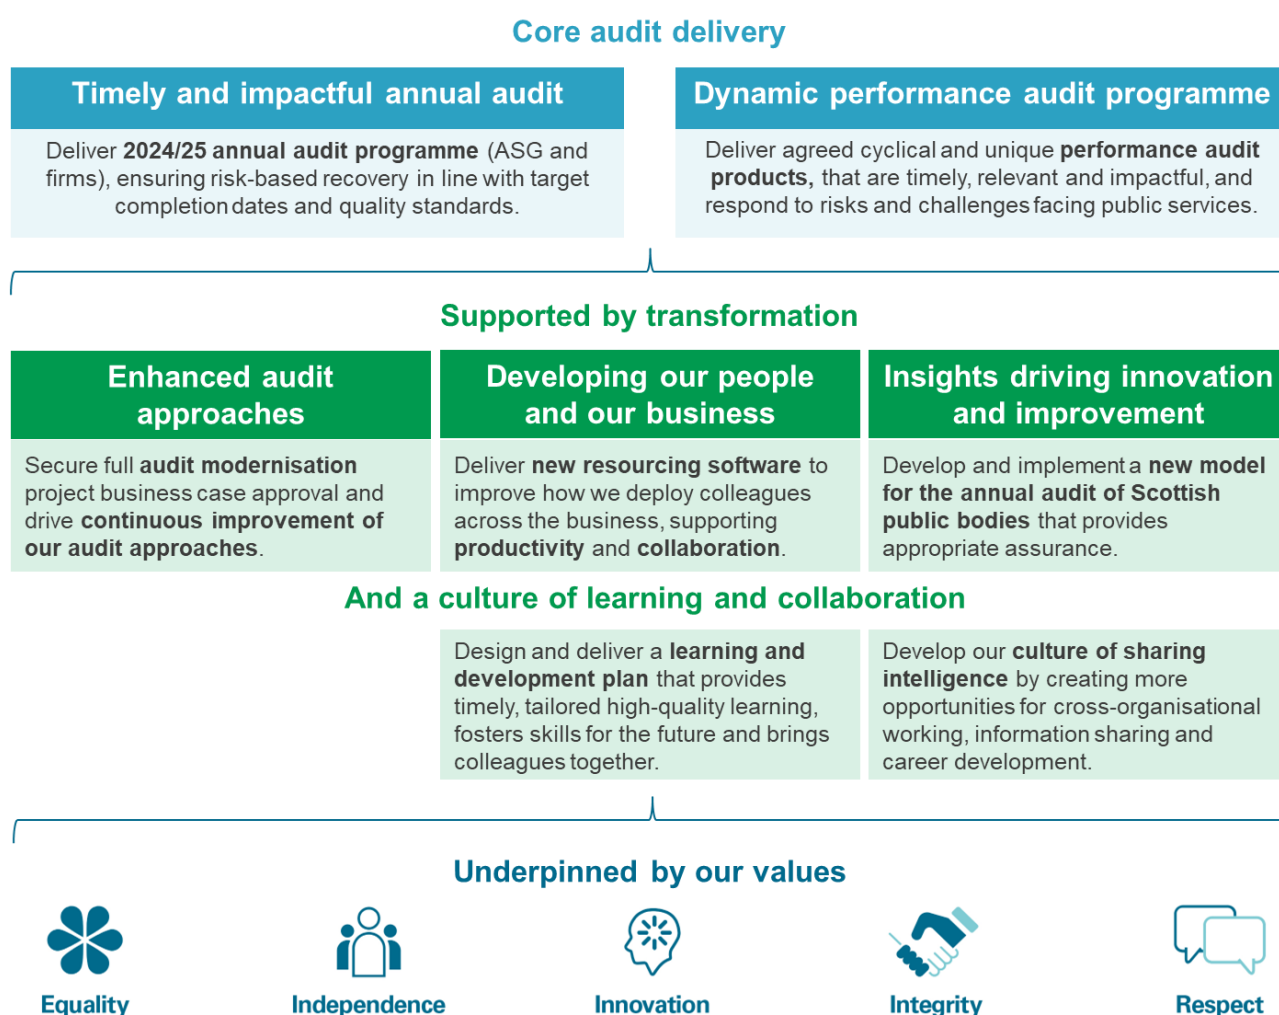 Core audit delivery
Timely and impactful annual audit
Deliver 2024/25 annual audit programme (ASG and
firms), ensuring risk-based recovery in line with target
completion dates and quality standards.
Dynamic performance audit programme
Deliver agreed cyclical and unique performance audit
products, that are timely, relevant and impactful, and
respond to risks and challenges facing public services.
Supported by transformation
Enhanced audit
approaches
Secure full audit modernisation
project business case approval and
drive continuous improvement of
our audit approaches.
Developing our people
and our business
Deliver new resourcing software to
improve how we deploy colleagues
across the business, supporting
productivity and collaboration.
Insights driving innovation
and improvement
Develop and implement a new model
for the annual audit of Scottish
public bodies that provides
appropriate assurance.
And a culture of learning and collaboration
Design and deliver a learning and
development plan that provides
timely, tailored high-quality learning,
fosters skills for the future and brings
colleagues together.
Develop our culture of sharing
intelligence by creating more
opportunities for cross-organisational
working, information sharing and
career development.
Underpinned by our values
Equality
Independence
Innovation
Integrity
Respect